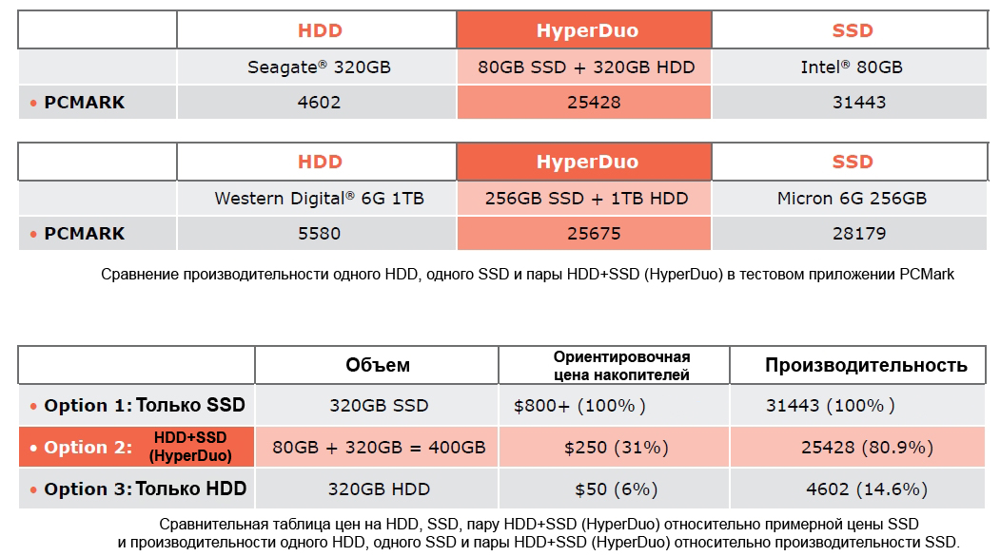 HDD HyperDuo SSD
Seagate® 320GB 80GB SSD + 320GB HDD Intel® 80GB
• PCMARK 4602 25428 31443
HDD HyperDuo SSD
Western Digital® 6G 1TB 256GB SSD + 1TB HDD Micron 6G 256GB
• PCMARK 5580 25675 28179
Сравнение производительности одного HDD, одного SSD и пары HDD+SSD (HyperDuo) в тестовом приложении PCMark
Объем Ориентировочная цена накопителей Производительность
• Option 1: Только SSD 320GB SSD $800+ (100% ) 31443 (100% )
• Option 2: HDD+SSD (HyperDuo) 80GB + 320GB = 400GB $250 (31%) 25428 (80.9%)
• Option 3: Только HDD 320GB HDD $50 (6%) 4602 (14.6%)
Сравнительная таблица цен на HDD, SSD, пару HDD+SSD (HyperDuo) относительно примерной цены SSD
и производительности одного HDD, одного SSD и пары HDD+SSD (HyperDuo) относительно производительности SSD.